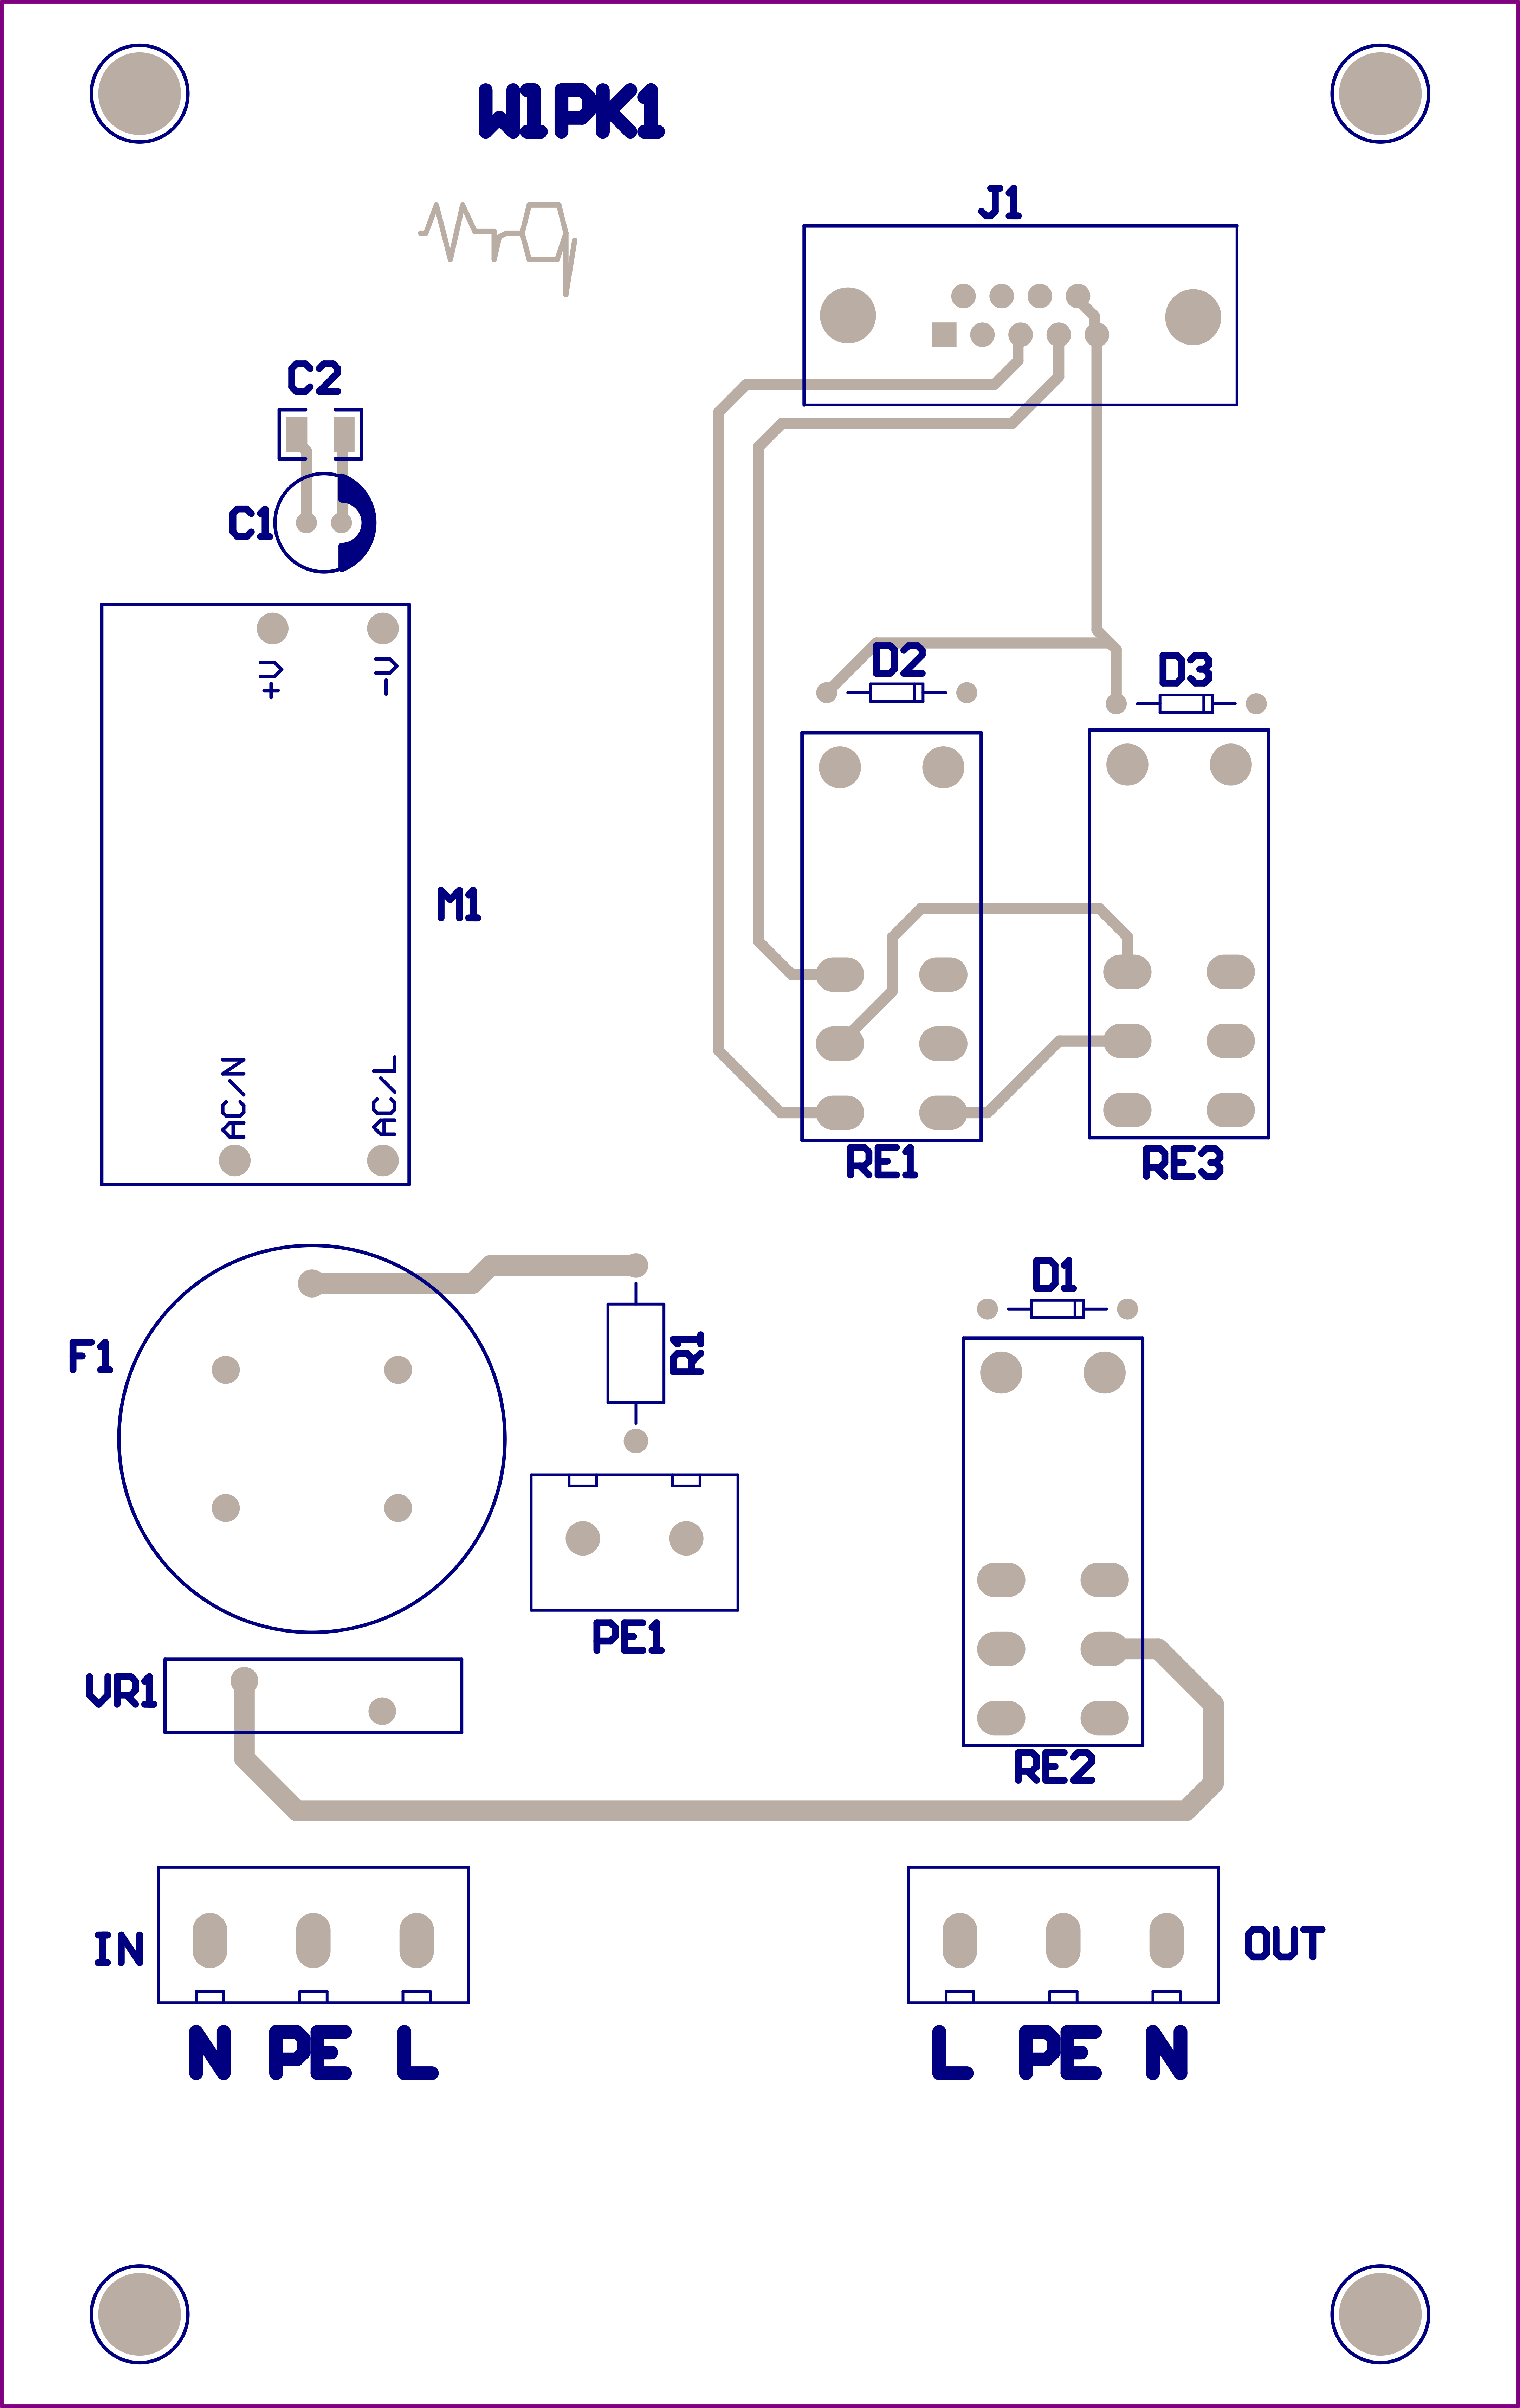 W1PK1
J1
C2
C1
D2
D3
+V
-V
M1
AC/N
AC/L
RE1
RE3
D1
F1
R1
PE1
VR1
RE2
IN
OUT
N PE L
L PE N